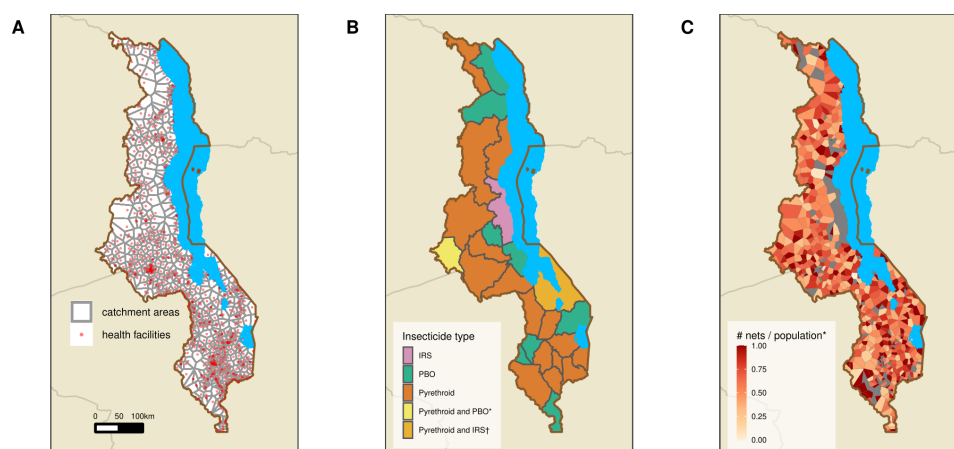 A
catchment areas
health facilities
0 50 100km
B
Insecticide type
IRS
PBO
Pyrethroid
Pyrethroid and PBO*
Pyrethroid and IRS†
C
# nets / population*
1.00
0.75
0.50
0.25
0.00